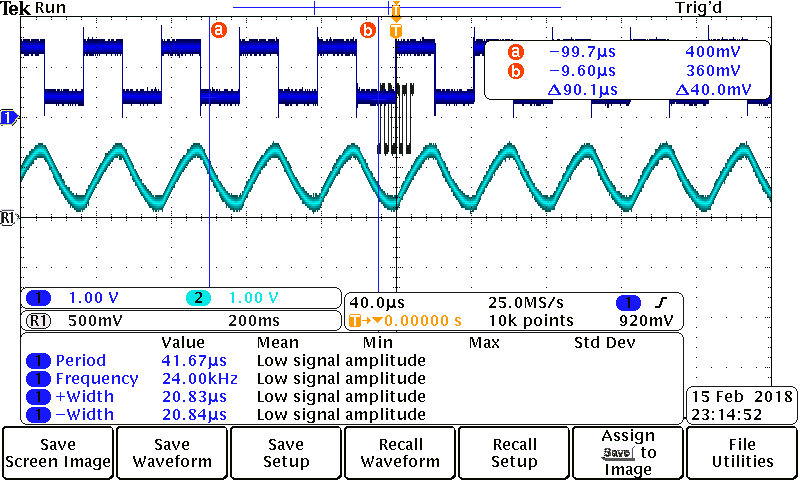 Tek Run Trig'd
T
a b T
a −99.7µs 400mV
b −9.60µs 360mV
Δ90.1µs Δ40.0mV
1
R1
1 1.00 V 2 1.00 V
R1 500mV 200ms
40.0µs 25.0MS/s 1
T→▼0.00000 s 10k points 920mV
Value Mean Min Max Std Dev
1 Period 41.67µs Low signal amplitude
1 Frequency 24.00kHz Low signal amplitude
1 +Width 20.83µs Low signal amplitude
1 −Width 20.84µs Low signal amplitude
15 Feb 2018
23:14:52
Save
Screen Image
Save
Waveform
Save
Setup
Recall
Waveform
Recall
Setup
Assign
Save to
Image
File
Utilities